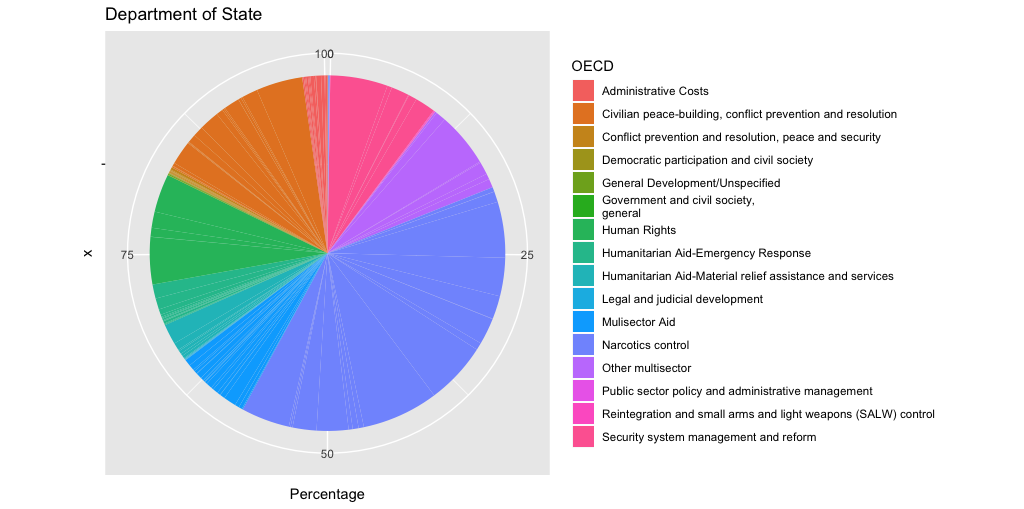 Department of State
100
25
50
75
x
Percentage
OECD
Administrative Costs
Civilian peace-building, conflict prevention and resolution
Conflict prevention and resolution, peace and security
Democratic participation and civil society
General Development/Unspecified
Government and civil society,
general
Human Rights
Humanitarian Aid-Emergency Response
Humanitarian Aid-Material relief assistance and services
Legal and judicial development
Mulisector Aid
Narcotics control
Other multisector
Public sector policy and administrative management
Reintegration and small arms and light weapons (SALW) control
Security system management and reform